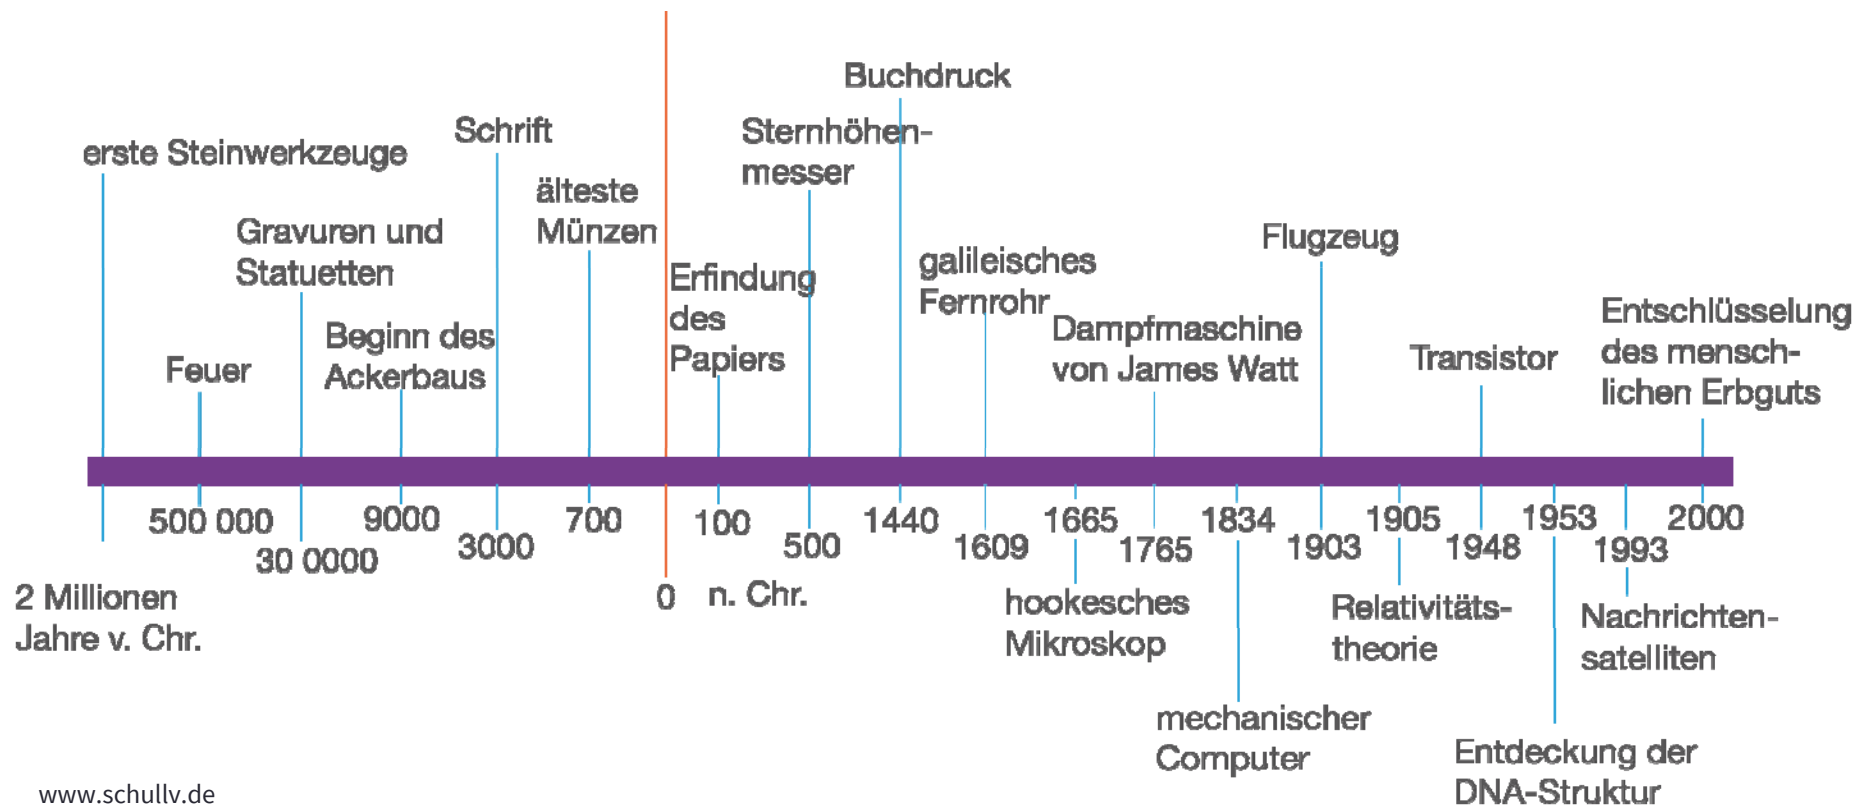 Buchdruck
Schrift
Sternhöhen-
messer
erste Steinwerkzeuge
älteste
Münzen
Gravuren und
Statuetten
Flugzeug
galileisches
Fernrohr
Erfindung
des
Papiers
Entschlüsselung
des mensch-
lichen Erbguts
Beginn des
Ackerbaus
Dampfmaschine
von James Watt
Feuer
Transistor
500 000
9000
700
100
1440
1665
1834
1905
1953
2000
30 0000
3000
500
1609
1765
1903
1948
1993
2 Millionen
Jahre v. Chr.
0
n. Chr.
hookesches
Mikroskop
Relativitäts-
theorie
Nachrichten-
satelliten
mechanischer
Computer
Entdeckung der
DNA-Struktur
www.schullv.de